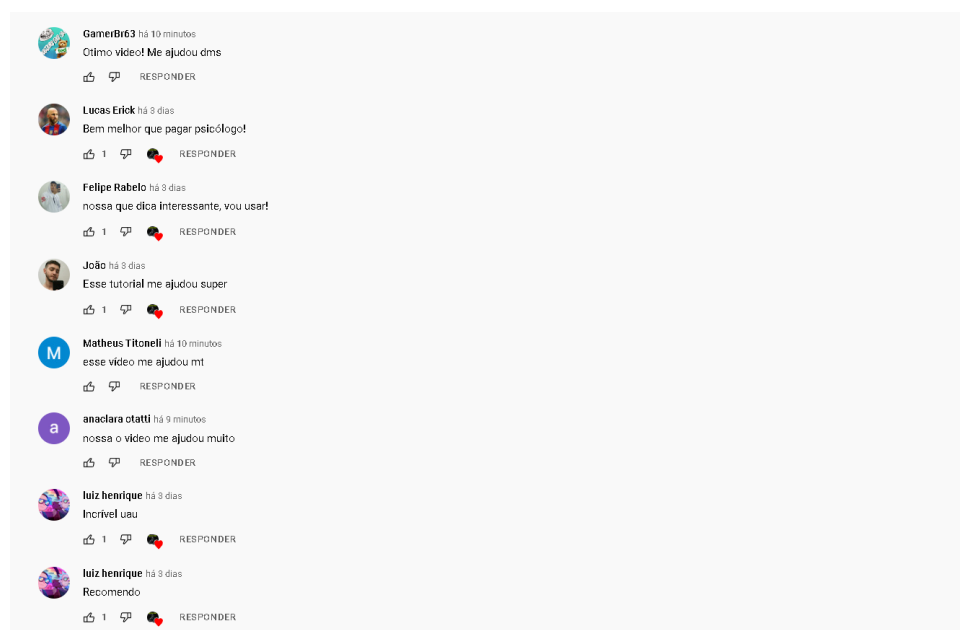 GamerBr63 há 10 minutos
Otimo video! Me ajudou dms
RESPONDER
Lucas Erick há 3 dias
Bem melhor que pagar psicólogo!
1 RESPONDER
Felipe Rabelo há 3 dias
nossa que dica interessante, vou usar!
1 RESPONDER
João há 3 dias
Esse tutorial me ajudou super
1 RESPONDER
M
Matheus Titoneli há 10 minutos
esse vídeo me ajudou mt
RESPONDER
a
anaclara otatti há 9 minutos
nossa o video me ajudou muito
RESPONDER
luiz henrique há 3 dias
Incrível uau
1 RESPONDER
luiz henrique há 3 dias
Recomendo
1 RESPONDER